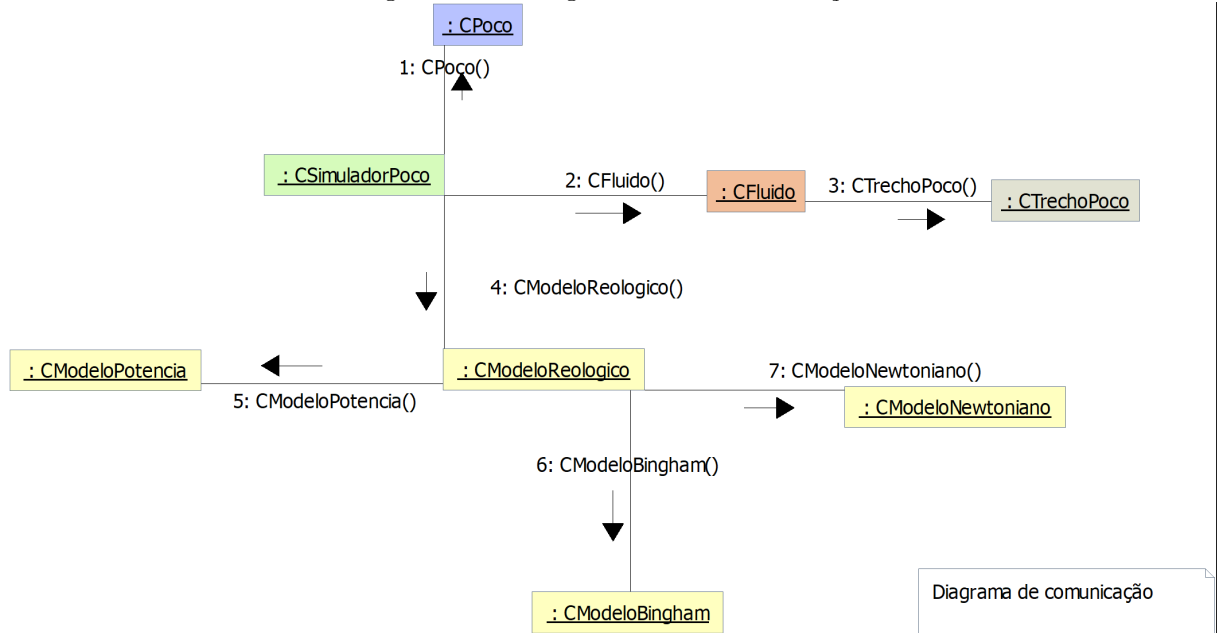 : CPoco
1: CPoco()
: CSimuladorPoco
2: CFluido()
: CFluido
3: CTrechoPoco()
: CTrechoPoco
4: CModeloReologico()
: CModeloPotencia
: CModeloReologico
7: CModeloNewtoniano()
5: CModeloPotencia()
: CModeloNewtoniano
6: CModeloBingham()
: CModeloBingham
Diagrama de comunicação